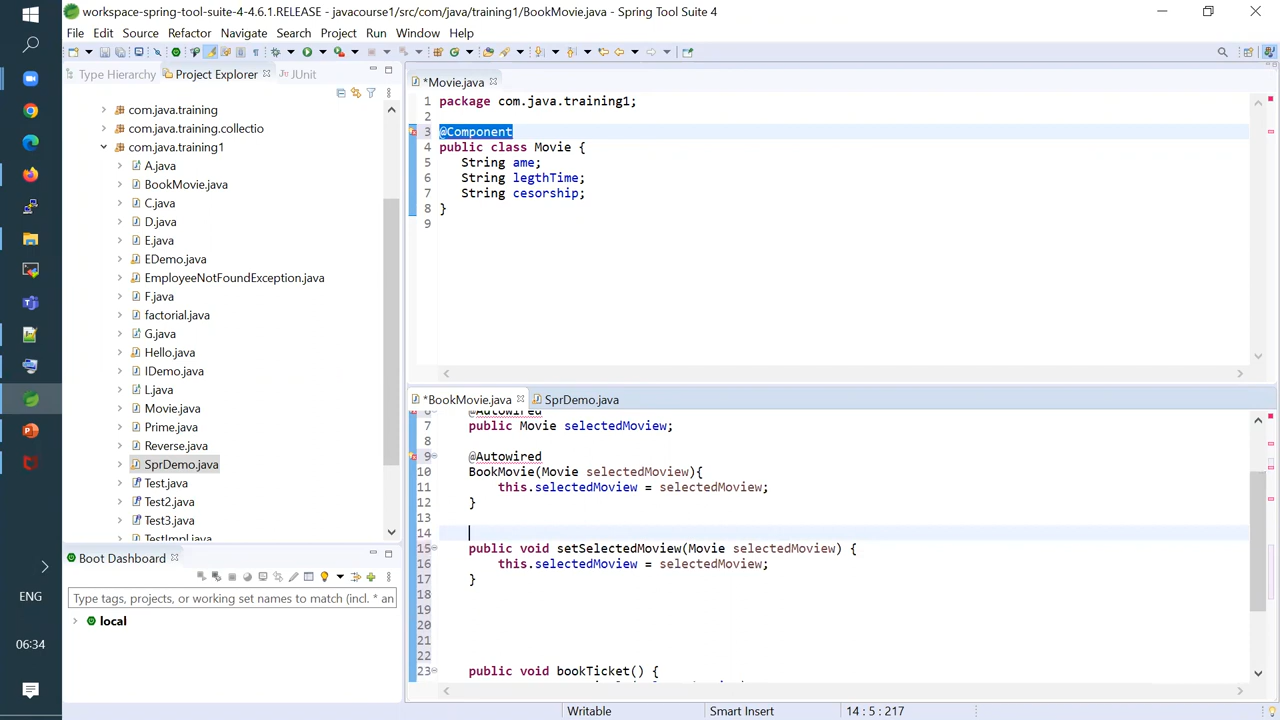 workspace-spring-tool-suite-4-4.6.1.RELEASE - javacourse1/src/com/java/training1/BookMovie.java - Spring Tool Suite 4
File Edit Source Refactor Navigate Search Project Run Window Help
Type Hierarchy Project Explorer JUnit
com.java.training
com.java.training.collectio
com.java.training1
A.java
BookMovie.java
C.java
D.java
E.java
EDemo.java
EmployeeNotFoundException.java
F.java
factorial.java
G.java
Hello.java
IDemo.java
L.java
Movie.java
Prime.java
Reverse.java
SprDemo.java
Test.java
Test2.java
Test3.java
TestImpl.java
Boot Dashboard
Type tags, projects, or working set names to match (incl. * an
local
ENG
06:34
*Movie.java
1 package com.java.training1;
2
3 @Component
4 public class Movie {
5 String ame;
6 String legthTime;
7 String cesorship;
8 }
9
*BookMovie.java SprDemo.java
6 @Autowired
7 public Movie selectedMoview;
8
9 @Autowired
10 BookMovie(Movie selectedMoview){
11 this.selectedMoview = selectedMoview;
12 }
13
14
15 public void setSelectedMoview(Movie selectedMoview) {
16 this.selectedMoview = selectedMoview;
17 }
18
19
20
21
22
23 public void bookTicket() {
Writable Smart Insert 14 : 5 : 217